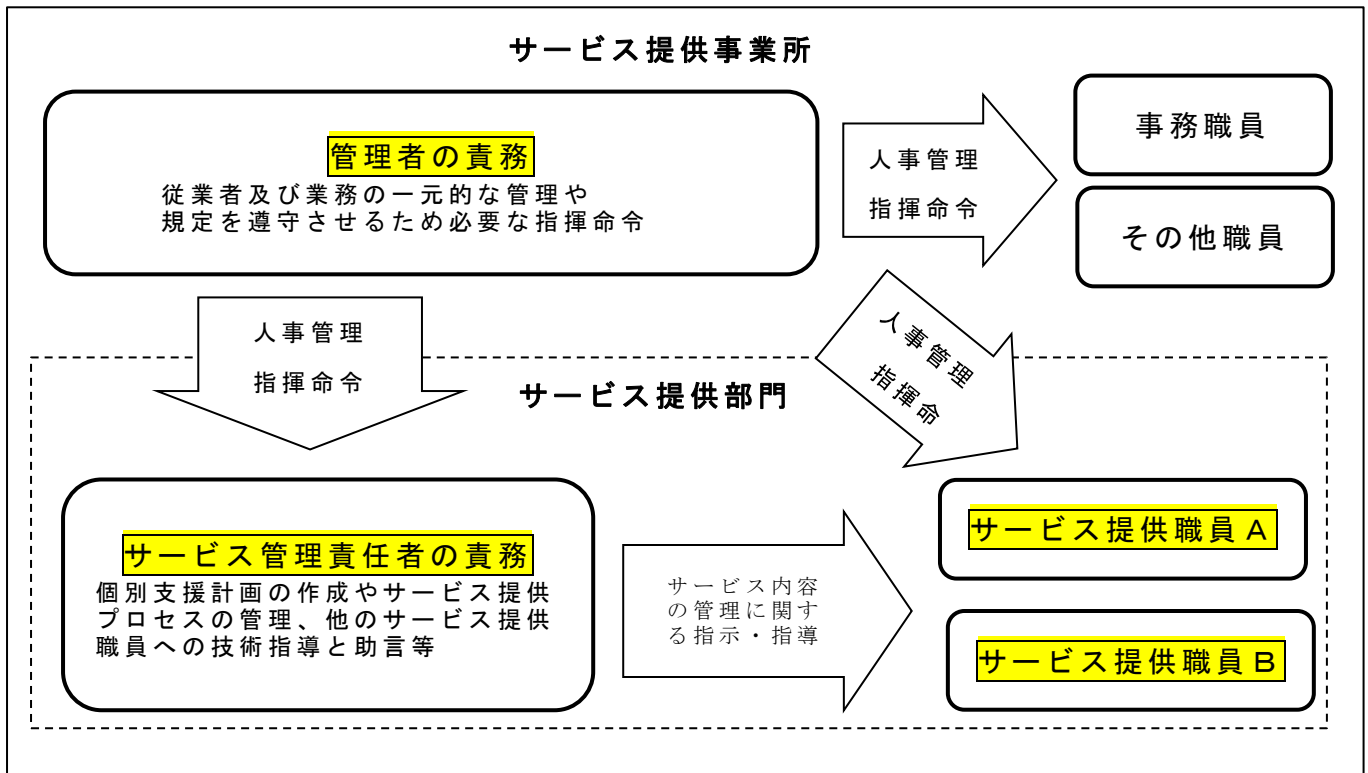 サービス提供事業所
管理者の責務
従業者及び業務の一元的な管理や
規定を遵守させるため必要な指揮命令
人事管理
指揮命令
事務職員
その他職員
人事管理
指揮命令
人事管理
指揮命
サービス提供部門
サービス管理責任者の責務
個別支援計画の作成やサービス提供
プロセスの管理、他のサービス提供
職員への技術指導と助言等
サービス内容
の管理に関す
る指示・指導
サービス提供職員A
サービス提供職員B